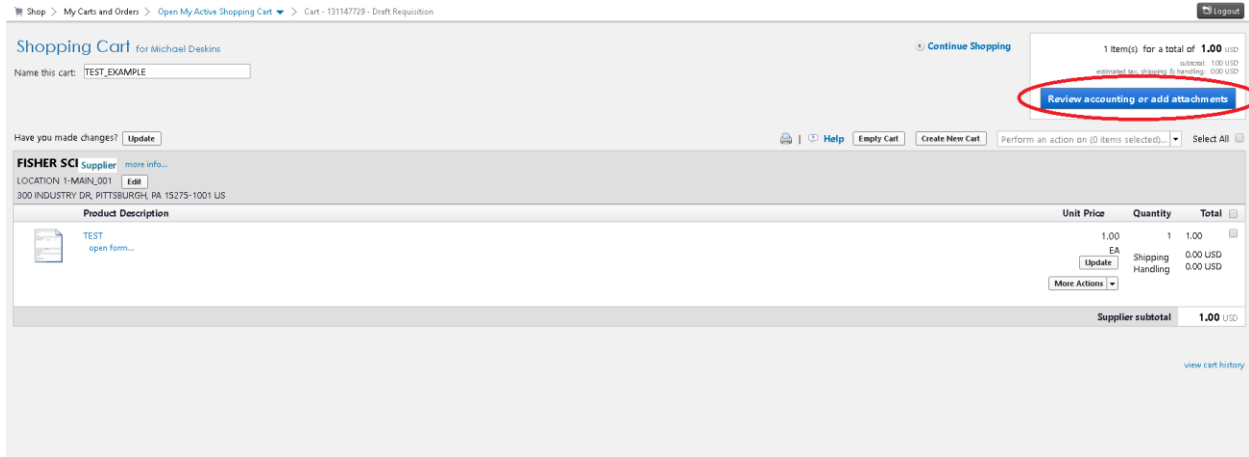 Shop > My Carts and Orders > Open My Active Shopping Cart > Cart - 131147729 - Draft Requisition
Logout
Shopping Cart for Michael Deskins
Continue Shopping
1 Item(s) for a total of 1.00 USD
subtotal: 1.00 USD
estimated tax, shipping & handling: 0.00 USD
Name this cart: TEST_EXAMPLE
Review accounting or add attachments
Have you made changes? Update
| Help Empty Cart Create New Cart Perform an action on (0 items selected)... Select All
FISHER SCI Supplier more info...
LOCATION 1-MAIN_001 Edit
300 INDUSTRY DR, PITTSBURGH, PA 15275-1001 US
Product Description Unit Price Quantity Total
TEST 1.00 1 1.00
open form... EA
Update Shipping 0.00 USD
Handling 0.00 USD
More Actions
Supplier subtotal 1.00 USD
view cart history